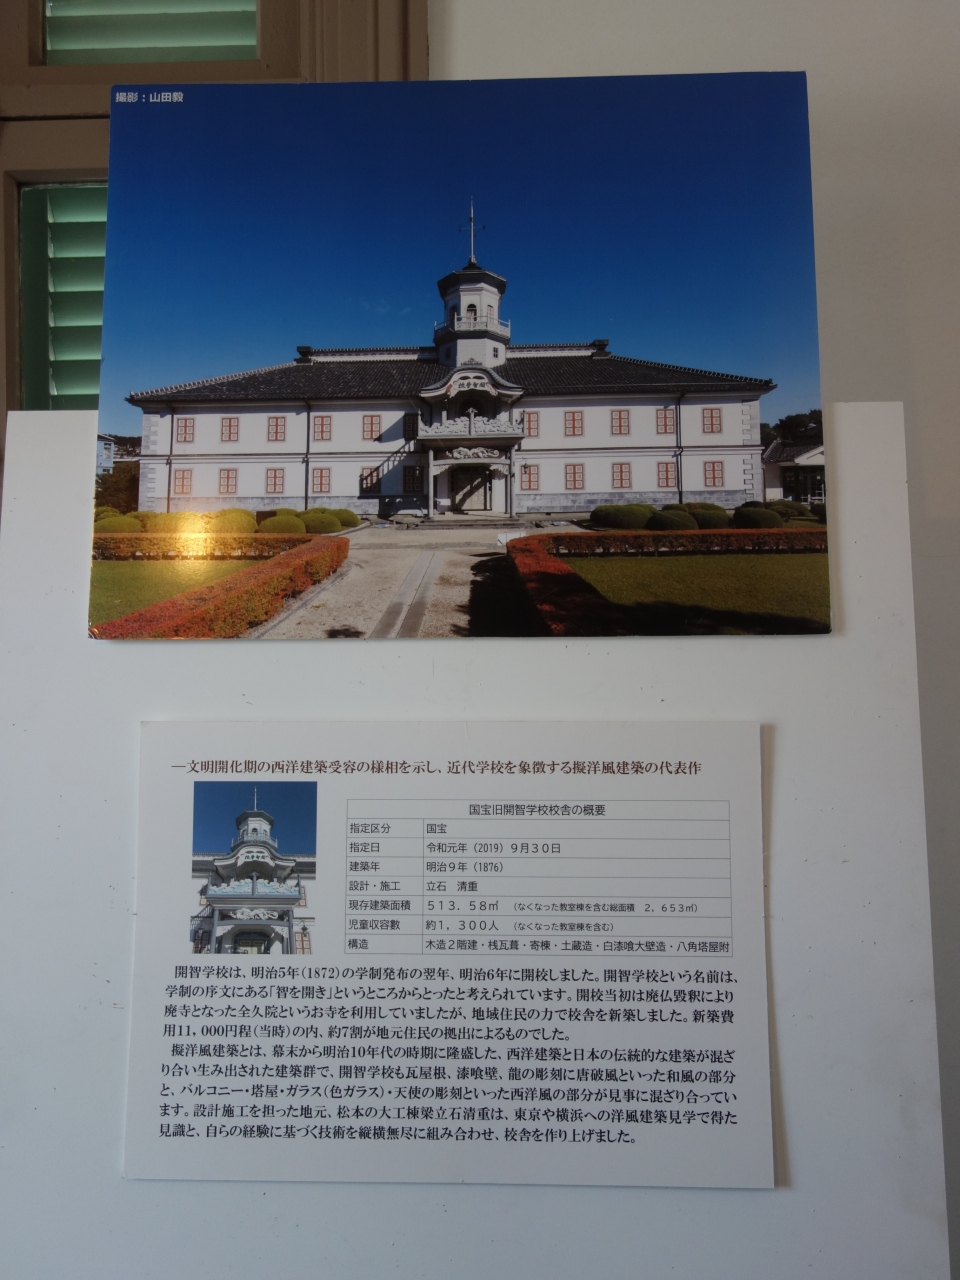 撮影：山田毅
―文明開化期の西洋建築受容の様相を示し、近代学校を象徴する擬洋風建築の代表作
国宝旧開智学校校舎の概要
指定区分 国宝
指定日 令和元年（2019）９月３０日
建築年 明治９年（1876）
設計・施工 立石　清重
現存建築面積 ５１３．５８㎡　（なくなった教室棟を含む総面積　２，６５３㎡）
児童収容数 約１，３００人　（なくなった教室棟を含む）
構造 木造２階建・桟瓦葺・寄棟・土蔵造・白漆喰大壁造・八角塔屋附
開智学校は、明治5年（1872）の学制発布の翌年、明治6年に開校しました。開智学校という名前は、
学制の序文にある「智を開き」というところからとったと考えられています。開校当初は廃仏毀釈により
廃寺となった全久院というお寺を利用していましたが、地域住民の力で校舎を新築しました。新築費
用11，000円程（当時）の内、約7割が地元住民の拠出によるものでした。
擬洋風建築とは、幕末から明治10年代の時期に隆盛した、西洋建築と日本の伝統的な建築が混ざ
り合い生み出された建築群で、開智学校も瓦屋根、漆喰壁、龍の彫刻に唐破風といった和風の部分
と、バルコニー・塔屋・ガラス（色ガラス）・天使の彫刻といった西洋風の部分が見事に混ざり合ってい
ます。設計施工を担った地元、松本の大工棟梁立石清重は、東京や横浜への洋風建築見学で得た
見識と、自らの経験に基づく技術を縦横無尽に組み合わせ、校舎を作り上げました。